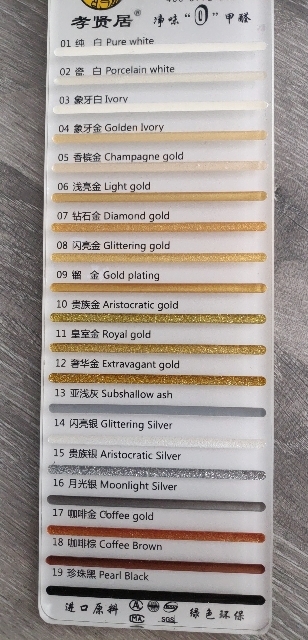 孝贤居® 净味"0"甲醛
01 纯 白 Pure white
02 瓷 白 Porcelain white
03 象牙白 Ivory
04 象牙金 Golden Ivory
05 香槟金 Champagne gold
06 浅亮金 Light gold
07 钻石金 Diamond gold
08 闪亮金 Glittering gold
09 镏 金 Gold plating
10 贵族金 Aristocratic gold
11 皇室金 Royal gold
12 奢华金 Extravagant gold
13 亚浅灰 Subshallow ash
14 闪亮银 Glittering Silver
15 贵族银 Aristocratic Silver
16 月光银 Moonlight Silver
17 咖啡金 Coffee gold
18 咖啡棕 Coffee Brown
19 珍珠黑 Pearl Black
进口原料 MA SGS 绿色环保